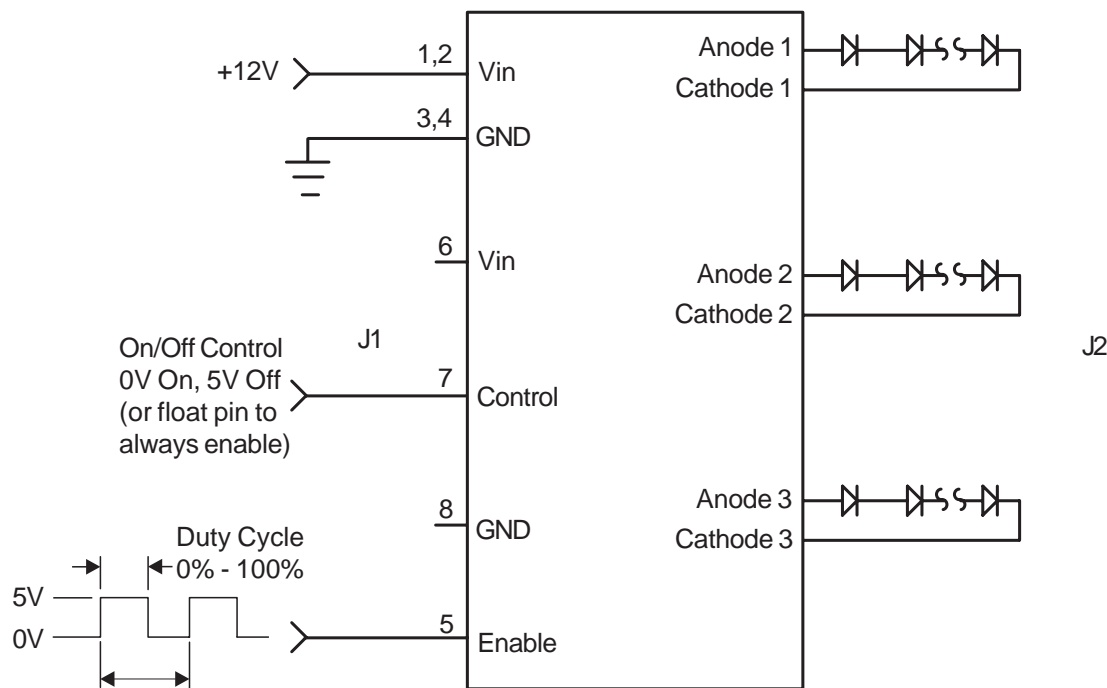 Anode 1
1,2
+12V
Vin
Cathode 1
3,4
GND
6
Vin
Anode 2
Cathode 2
J1
J2
On/Off Control
0V On, 5V Off
(or float pin to
always enable)
7
Control
Anode 3
8
GND
Cathode 3
Duty Cycle
0% - 100%
5V
0V
5
Enable